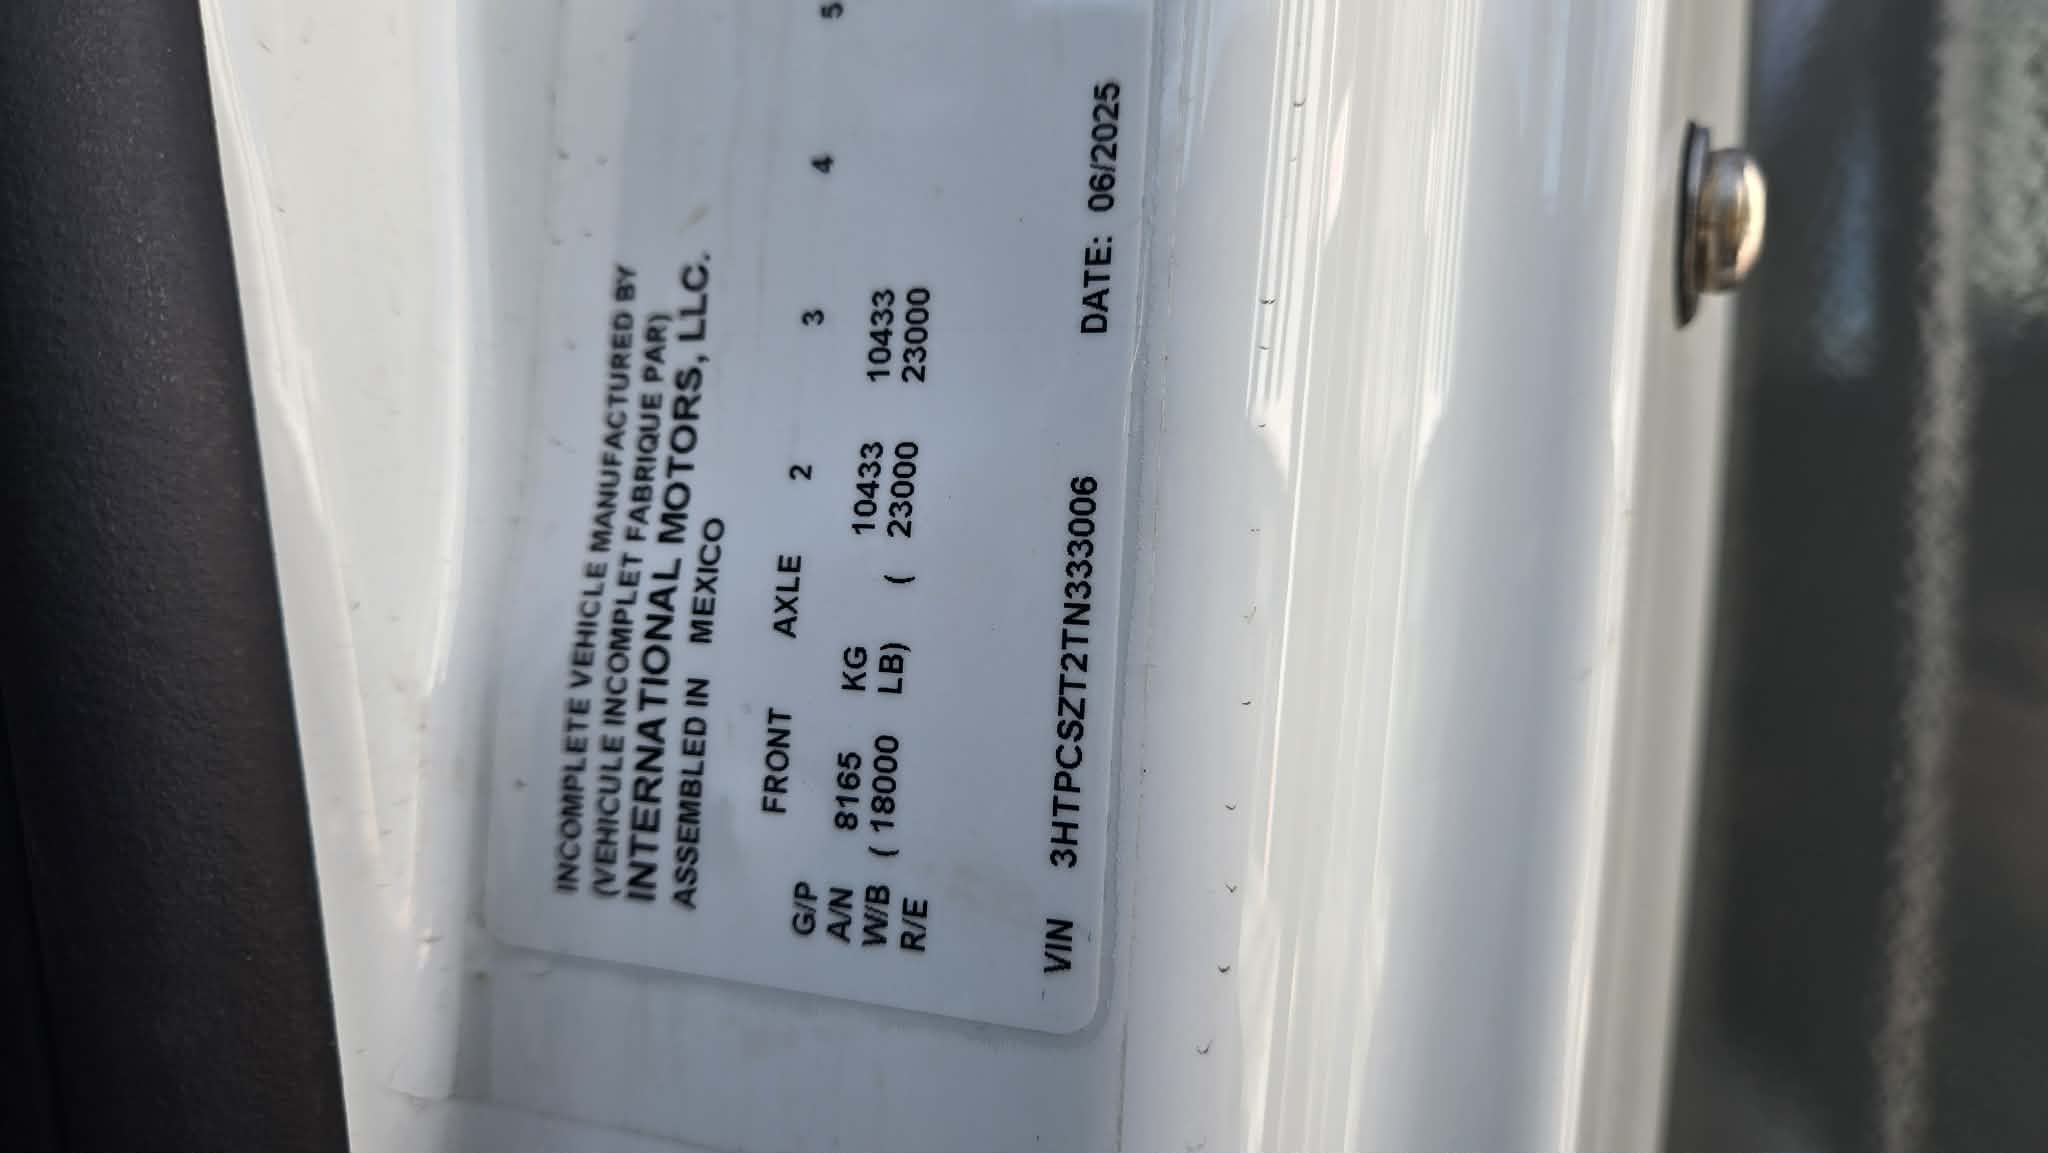 INCOMPLETE VEHICLE MANUFACTURED BY
(VEHICULE INCOMPLET FABRIQUE PAR)
INTERNATIONAL MOTORS, LLC.
ASSEMBLED IN MEXICO
FRONT AXLE 2 3 4 5
G/P
A/N 8165 KG 10433 10433
W/B ( 18000 LB) ( 23000 23000
R/E
VIN 3HTPCSZT2TN333006 DATE: 06/2025